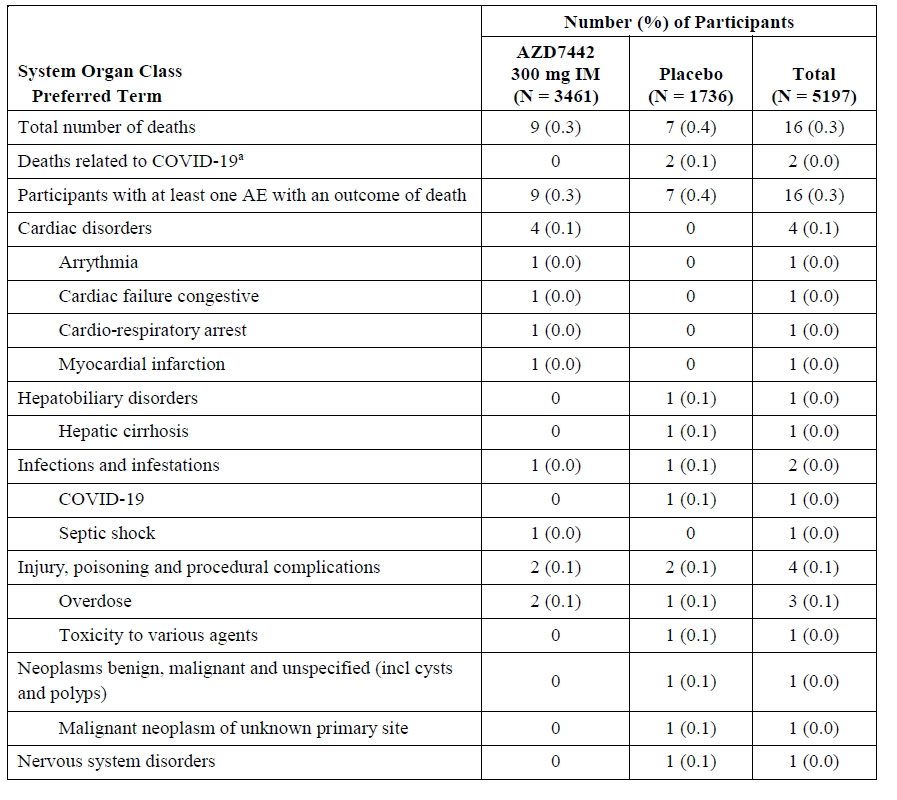 Number (%) of Participants
System Organ Class
Preferred Term
AZD7442
300 mg IM
(N = 3461)
Placebo
(N = 1736)
Total
(N = 5197)
Total number of deaths 9 (0.3) 7 (0.4) 16 (0.3)
Deaths related to COVID-19a 0 2 (0.1) 2 (0.0)
Participants with at least one AE with an outcome of death 9 (0.3) 7 (0.4) 16 (0.3)
Cardiac disorders 4 (0.1) 0 4 (0.1)
Arrythmia 1 (0.0) 0 1 (0.0)
Cardiac failure congestive 1 (0.0) 0 1 (0.0)
Cardio-respiratory arrest 1 (0.0) 0 1 (0.0)
Myocardial infarction 1 (0.0) 0 1 (0.0)
Hepatobiliary disorders 0 1 (0.1) 1 (0.0)
Hepatic cirrhosis 0 1 (0.1) 1 (0.0)
Infections and infestations 1 (0.0) 1 (0.1) 2 (0.0)
COVID-19 0 1 (0.1) 1 (0.0)
Septic shock 1 (0.0) 0 1 (0.0)
Injury, poisoning and procedural complications 2 (0.1) 2 (0.1) 4 (0.1)
Overdose 2 (0.1) 1 (0.1) 3 (0.1)
Toxicity to various agents 0 1 (0.1) 1 (0.0)
Neoplasms benign, malignant and unspecified (incl cysts
and polyps) 0 1 (0.1) 1 (0.0)
Malignant neoplasm of unknown primary site 0 1 (0.1) 1 (0.0)
Nervous system disorders 0 1 (0.1) 1 (0.0)